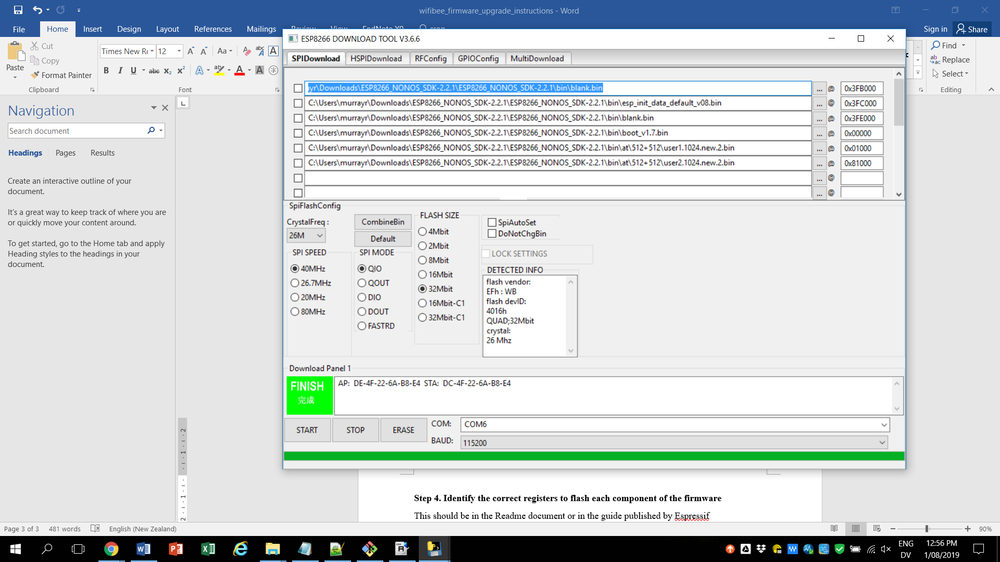 wifibee_firmware_upgrade_instructions - Word
File Home Insert Design Layout References Mailings
Sign in Share
Paste
Cut
Copy
Format Painter
Clipboard
Times New Ro 12
Aa
B I U abc X2 X2
Font
Find
Replace
Select
Editing
Navigation
Search document
Headings Pages Results
Create an interactive outline of your
document.
It's a great way to keep track of where you are
or quickly move your content around.
To get started, go to the Home tab and apply
Heading styles to the headings in your
document.
ESP8266 DOWNLOAD TOOL V3.6.6
SPIDownload HSPIDownload RFConfig GPIOConfig MultiDownload
yr\Downloads\ESP8266_NONOS_SDK-2.2.1\ESP8266_NONOS_SDK-2.2.1\bin\blank.bin ... @ 0x3FB000
C:\Users\murrayr\Downloads\ESP8266_NONOS_SDK-2.2.1\ESP8266_NONOS_SDK-2.2.1\bin\esp_init_data_default_v08.bin ... @ 0x3FC000
C:\Users\murrayr\Downloads\ESP8266_NONOS_SDK-2.2.1\ESP8266_NONOS_SDK-2.2.1\bin\blank.bin ... @ 0x3FE000
C:\Users\murrayr\Downloads\ESP8266_NONOS_SDK-2.2.1\ESP8266_NONOS_SDK-2.2.1\bin\boot_v1.7.bin ... @ 0x00000
C:\Users\murrayr\Downloads\ESP8266_NONOS_SDK-2.2.1\ESP8266_NONOS_SDK-2.2.1\bin\at\512+512\user1.1024.new.2.bin ... @ 0x01000
C:\Users\murrayr\Downloads\ESP8266_NONOS_SDK-2.2.1\ESP8266_NONOS_SDK-2.2.1\bin\at\512+512\user2.1024.new.2.bin ... @ 0x81000
... @
... @
SpiFlashConfig
CrystalFreq :
26M
CombineBin
Default
SPI SPEED
40MHz
26.7MHz
20MHz
80MHz
SPI MODE
QIO
QOUT
DIO
DOUT
FASTRD
FLASH SIZE
4Mbit
2Mbit
8Mbit
16Mbit
32Mbit
16Mbit-C1
32Mbit-C1
SpiAutoSet
DoNotChgBin
LOCK SETTINGS
DETECTED INFO
flash vendor:
EFh : WB
flash devID:
4016h
QUAD;32Mbit
crystal:
26 Mhz
Download Panel 1
FINISH
完成
AP: DE-4F-22-6A-B8-E4 STA: DC-4F-22-6A-B8-E4
START STOP ERASE
COM: COM6
BAUD: 115200
Step 4. Identify the correct registers to flash each component of the firmware
This should be in the Readme document or in the guide published by Espressif
Page 3 of 3 481 words English (New Zealand) 90%
ENG
DV
12:56 PM
1/08/2019